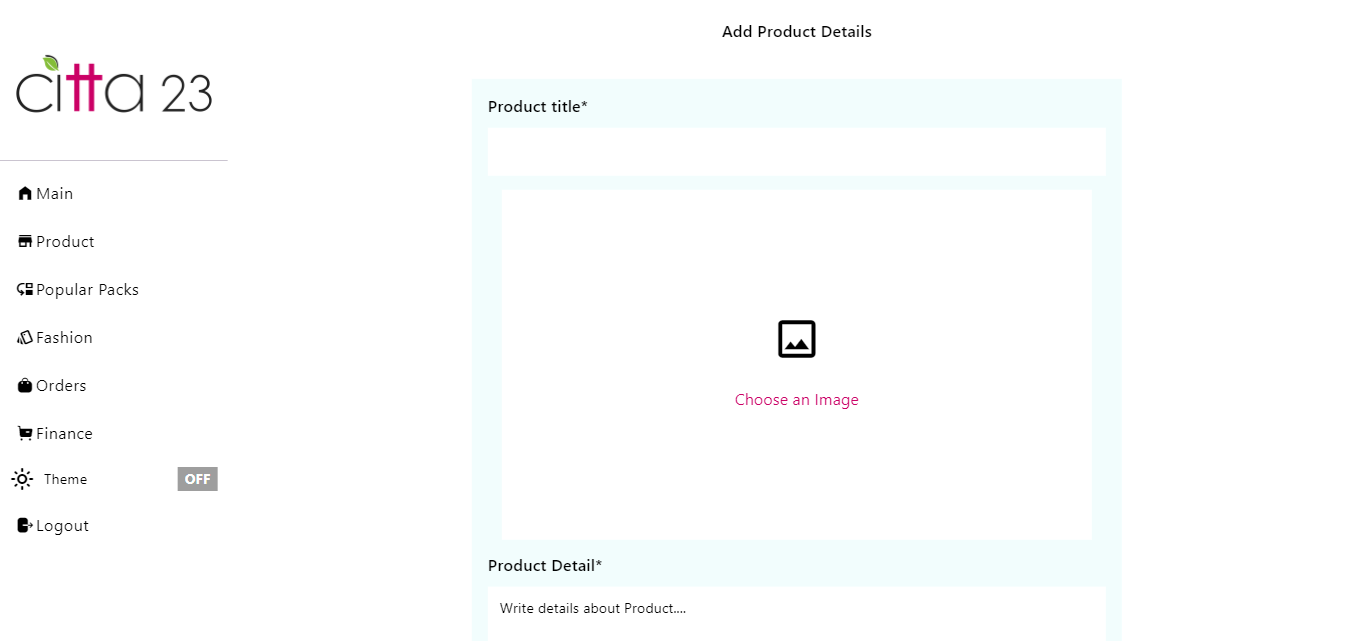 citta 23
Main
Product
Popular Packs
Fashion
Orders
Finance
Theme OFF
Logout
Add Product Details
Product title*
Choose an Image
Product Detail*
Write details about Product....